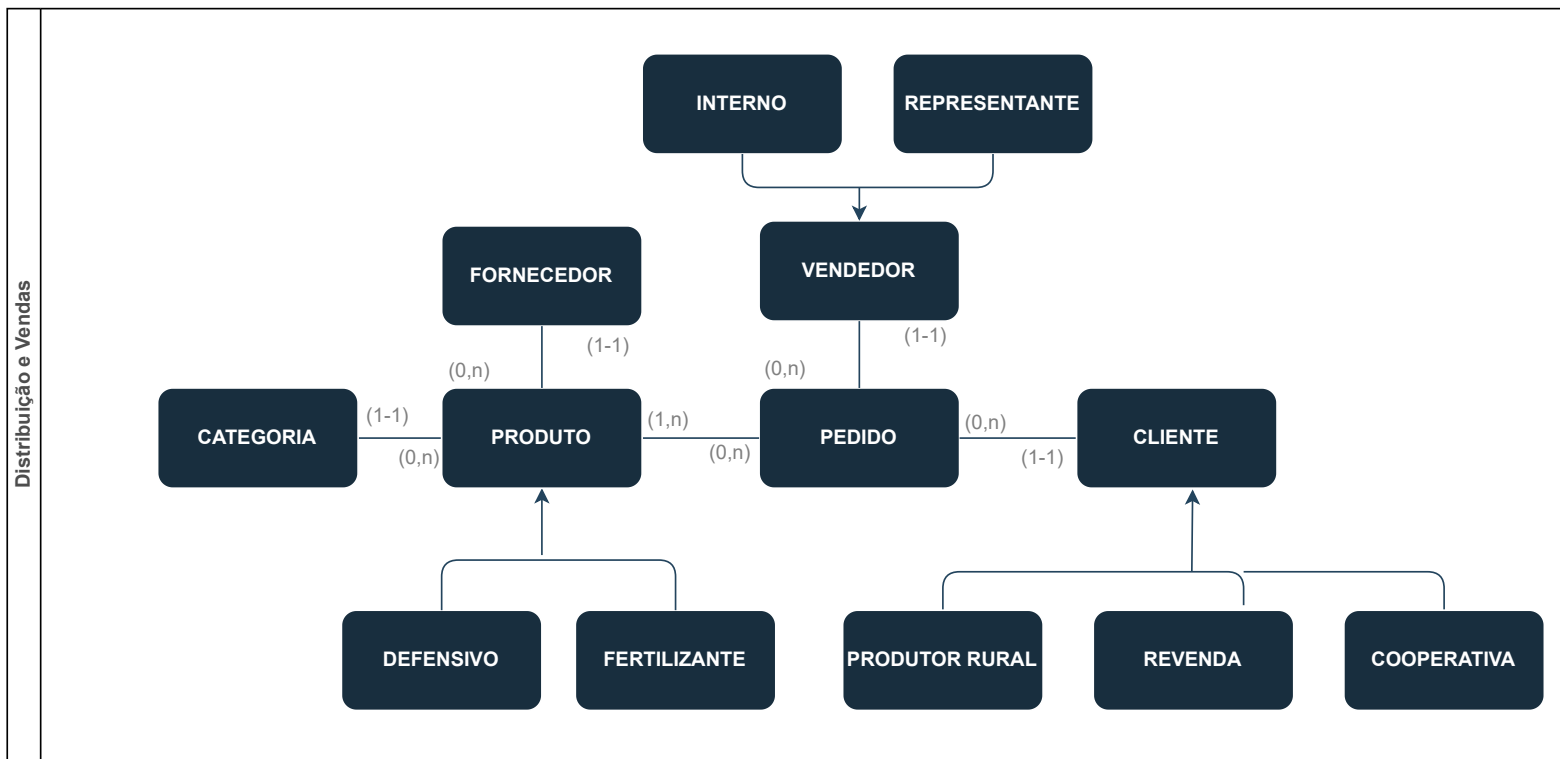 Distribuição e Vendas
INTERNO
REPRESENTANTE
FORNECEDOR
VENDEDOR
(1-1)
(1-1)
(0,n)
(0,n)
CATEGORIA
(1-1)
(0,n)
PRODUTO
(1,n)
(0,n)
PEDIDO
(0,n)
(1-1)
CLIENTE
DEFENSIVO
FERTILIZANTE
PRODUTOR RURAL
REVENDA
COOPERATIVA